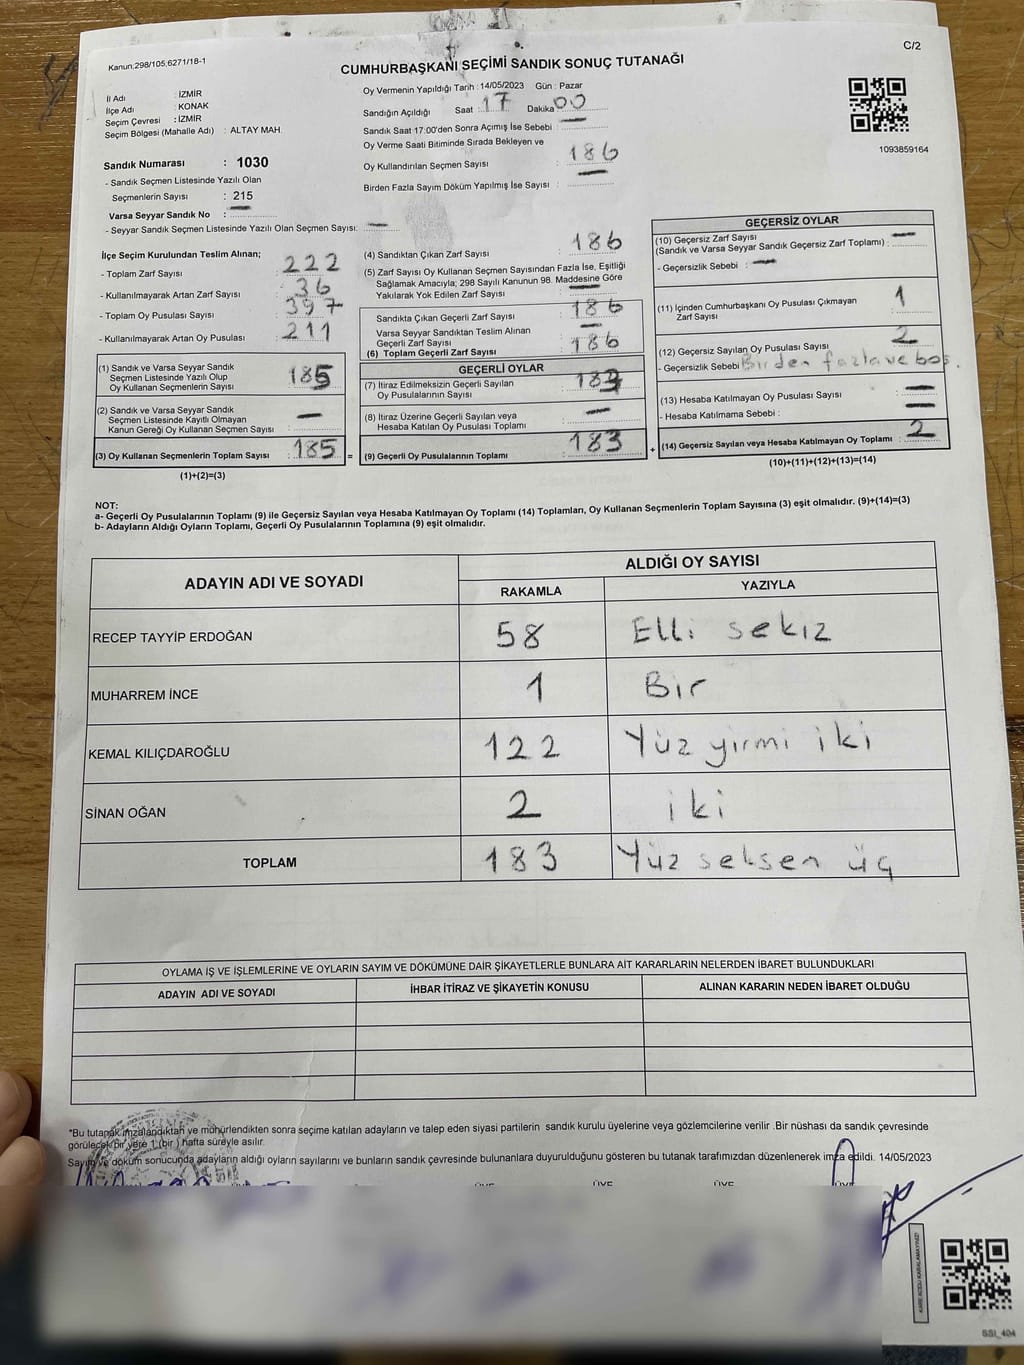 C/2
Kanun:298/105;6271/18-1
CUMHURBAŞKANI SEÇİMİ SANDIK SONUÇ TUTANAĞI
İl Adı : İZMİR
İlçe Adı : KONAK
Seçim Çevresi : İZMİR
Seçim Bölgesi (Mahalle Adı) : ALTAY MAH.
Sandık Numarası : 1030
- Sandık Seçmen Listesinde Yazılı Olan
Seçmenlerin Sayısı : 215
Varsa Seyyar Sandık No : —
- Seyyar Sandık Seçmen Listesinde Yazılı Olan Seçmen Sayısı: —
Oy Vermenin Yapıldığı Tarih : 14/05/2023 Gün : Pazar
Sandığın Açıldığı Saat : 17 Dakika 00
Sandık Saat 17:00'den Sonra Açımış İse Sebebi : —
Oy Verme Saati Bitiminde Sırada Bekleyen ve
Oy Kullandırılan Seçmen Sayısı : 186
Birden Fazla Sayım Döküm Yapılmış İse Sayısı : —
1093859164
İlçe Seçim Kurulundan Teslim Alınan;
- Toplam Zarf Sayısı : 222
- Kullanılmayarak Artan Zarf Sayısı : 36
- Toplam Oy Pusulası Sayısı : 397
- Kullanılmayarak Artan Oy Pusulası : 211
(1) Sandık ve Varsa Seyyar Sandık
Seçmen Listesinde Yazılı Olup
Oy Kullanan Seçmenlerin Sayısı : 185
(2) Sandık ve Varsa Seyyar Sandık
Seçmen Listesinde Kayıtlı Olmayan
Kanun Gereği Oy Kullanan Seçmen Sayısı : —
(3) Oy Kullanan Seçmenlerin Toplam Sayısı : 185 =
(1)+(2)=(3)
(4) Sandıktan Çıkan Zarf Sayısı : 186
(5) Zarf Sayısı Oy Kullanan Seçmen Sayısından Fazla İse, Eşitliği
Sağlamak Amacıyla; 298 Sayılı Kanunun 98. Maddesine Göre
Yakılarak Yok Edilen Zarf Sayısı : —
Sandıkta Çıkan Geçerli Zarf Sayısı : 186
Varsa Seyyar Sandıktan Teslim Alınan
Geçerli Zarf Sayısı : —
(6) Toplam Geçerli Zarf Sayısı : 186
GEÇERLİ OYLAR
(7) İtiraz Edilmeksizin Geçerli Sayılan
Oy Pusulasının Sayısı : 183
(8) İtiraz Üzerine Geçerli Sayılan veya
Hesaba Katılan Oy Pusulası Toplamı : —
(9) Geçerli Oy Pusulalarının Toplamı : 183 +
GEÇERSİZ OYLAR
(10) Geçersiz Zarf Sayısı
(Sandık ve Varsa Seyyar Sandık Geçersiz Zarf Toplamı) : —
- Geçersizlik Sebebi : —
(11) İçinden Cumhurbaşkanı Oy Pusulası Çıkmayan
Zarf Sayısı : 1
(12) Geçersiz Sayılan Oy Pusulası Sayısı : 2
- Geçersizlik Sebebi Birden fazla ve boş.
(13) Hesaba Katılmayan Oy Pusulası Sayısı : —
- Hesaba Katılmama Sebebi : —
(14) Geçersiz Sayılan veya Hesaba Katılmayan Oy Toplamı : 2
(10)+(11)+(12)+(13)=(14)
NOT:
a- Geçerli Oy Pusulalarının Toplamı (9) ile Geçersiz Sayılan veya Hesaba Katılmayan Oy Toplamı (14) Toplamları, Oy Kullanan Seçmenlerin Toplam Sayısına (3) eşit olmalıdır. (9)+(14)=(3)
b- Adayların Aldığı Oyların Toplamı, Geçerli Oy Pusulalarının Toplamına (9) eşit olmalıdır.
ADAYIN ADI VE SOYADI
ALDIĞI OY SAYISI
RAKAMLA YAZIYLA
RECEP TAYYİP ERDOĞAN 58 Elli sekiz
MUHARREM İNCE 1 Bir
KEMAL KILIÇDAROĞLU 122 Yüz yirmi iki
SİNAN OĞAN 2 iki
TOPLAM 183 Yüz seksen üç
OYLAMA İŞ VE İŞLEMLERİNE VE OYLARIN SAYIM VE DÖKÜMÜNE DAİR ŞİKAYETLERLE BUNLARA AİT KARARLARIN NELERDEN İBARET BULUNDUKLARI
ADAYIN ADI VE SOYADI İHBAR İTİRAZ VE ŞİKAYETİN KONUSU ALINAN KARARIN NEDEN İBARET OLDUĞU
*Bu tutanak imzalandıktan ve mühürlendikten sonra seçime katılan adayların ve talep eden siyasi partilerin sandık kurulu üyelerine veya gözlemcilerine verilir .Bir nüshası da sandık çevresinde
görülecek bir yere 1 (bir ) hafta süreyle asılır.
Sayım ve döküm sonucunda adayların aldığı oyların sayılarını ve bunların sandık çevresinde bulunanlara duyurulduğunu gösteren bu tutanak tarafımızdan düzenlenerek imza edildi. 14/05/2023
ÜYE ÜYE ÜYE ÜYE
KARE KODU KARALAMAYINIZ!
SSI_404